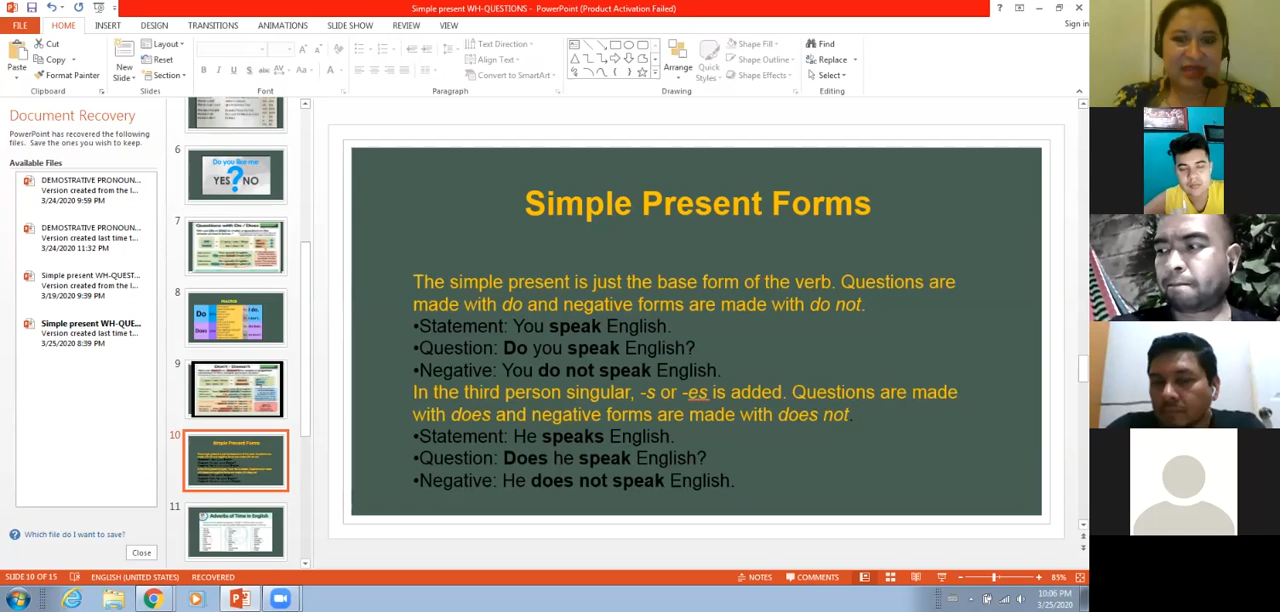 Simple present WH-QUESTIONS - PowerPoint (Product Activation Failed)
Sign in
FILE HOME INSERT DESIGN TRANSITIONS ANIMATIONS SLIDE SHOW REVIEW VIEW
Paste
Cut
Copy
Format Painter
Clipboard
New
Slide
Layout
Reset
Section
Slides
Font
Text Direction
Align Text
Convert to SmartArt
Paragraph
Arrange
Quick
Styles
Shape Fill
Shape Outline
Shape Effects
Drawing
Find
Replace
Select
Editing
Document Recovery
PowerPoint has recovered the following
files. Save the ones you wish to keep.
Available Files
DEMOSTRATIVE PRONOUN...
Version created from the l...
3/24/2020 9:59 PM
DEMOSTRATIVE PRONOUN...
Version created last time t...
3/24/2020 11:32 PM
Simple present WH-QUEST...
Version created from the l...
3/19/2020 9:39 PM
Simple present WH-QUE...
Version created last time t...
3/25/2020 8:39 PM
Which file do I want to save?
Close
6
Do you like me
YES ? NO
7
Questions with Do / Does
8
Do
Does
9
10
Simple Present Forms
11
Adverbs of Time in English
Simple Present Forms
The simple present is just the base form of the verb. Questions are
made with do and negative forms are made with do not.
•Statement: You speak English.
•Question: Do you speak English?
•Negative: You do not speak English.
In the third person singular, -s or -es is added. Questions are made
with does and negative forms are made with does not.
•Statement: He speaks English.
•Question: Does he speak English?
•Negative: He does not speak English.
SLIDE 10 OF 15 ENGLISH (UNITED STATES) RECOVERED NOTES COMMENTS 85%
10:06 PM
3/25/2020